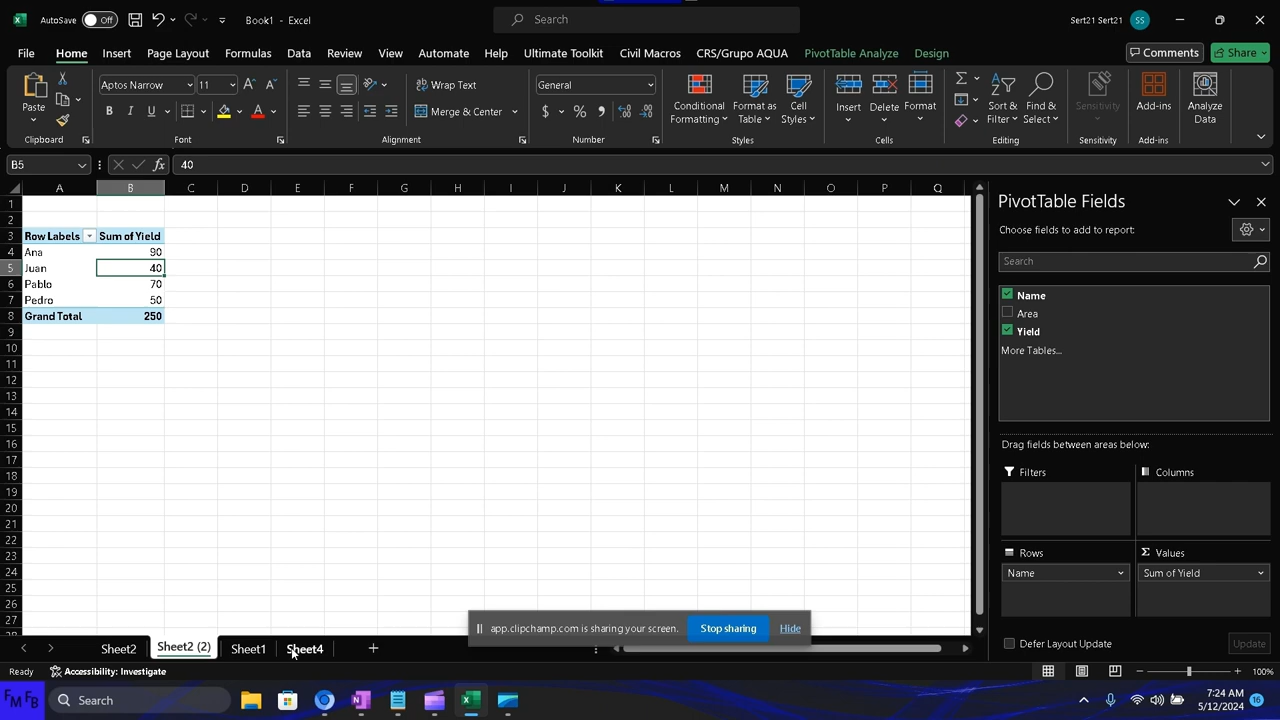 AutoSave Off Book1 - Excel Search Sert21 Sert21 SS
File Home Insert Page Layout Formulas Data Review View Automate Help Ultimate Toolkit Civil Macros CRS/Grupo AQUA PivotTable Analyze Design Comments Share
Paste Aptos Narrow 11 Wrap Text General Conditional Formatting Format as Table Cell Styles Insert Delete Format Sort & Filter Find & Select Sensitivity Add-ins Analyze Data
B I U Merge & Center $ %
Clipboard Font Alignment Number Styles Cells Editing Sensitivity Add-ins
B5 fx 40
A B C D E F G H I J K L M N O P Q
1
2
3 Row Labels Sum of Yield
4 Ana 90
5 Juan 40
6 Pablo 70
7 Pedro 50
8 Grand Total 250
9
10
11
12
13
14
15
16
17
18
19
20
21
22
23
24
25
26
27
PivotTable Fields
Choose fields to add to report:
Search
Name
Area
Yield
More Tables...
Drag fields between areas below:
Filters Columns
Rows Values
Name Sum of Yield
Defer Layout Update Update
app.clipchamp.com is sharing your screen. Stop sharing Hide
Sheet2 Sheet2 (2) Sheet1 Sheet4
Ready Accessibility: Investigate 100%
FM FB Search 7:24 AM
5/12/2024 16